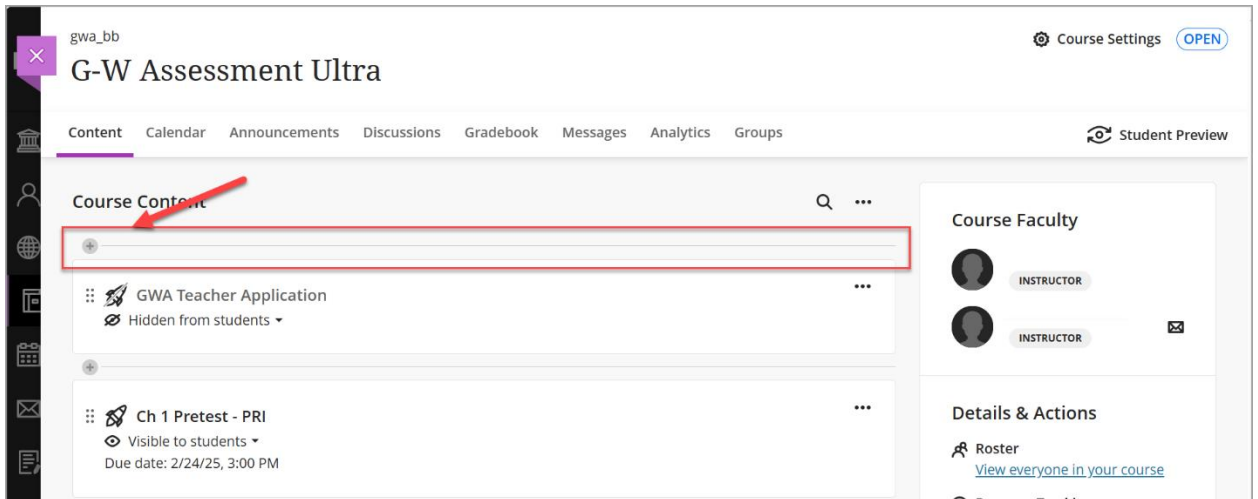 gwa_bb
G-W Assessment Ultra
Course Settings OPEN
Content Calendar Announcements Discussions Gradebook Messages Analytics Groups
Student Preview
Course Content
GWA Teacher Application
Hidden from students
Ch 1 Pretest - PRI
Visible to students
Due date: 2/24/25, 3:00 PM
Course Faculty
INSTRUCTOR
INSTRUCTOR
Details & Actions
Roster
View everyone in your course